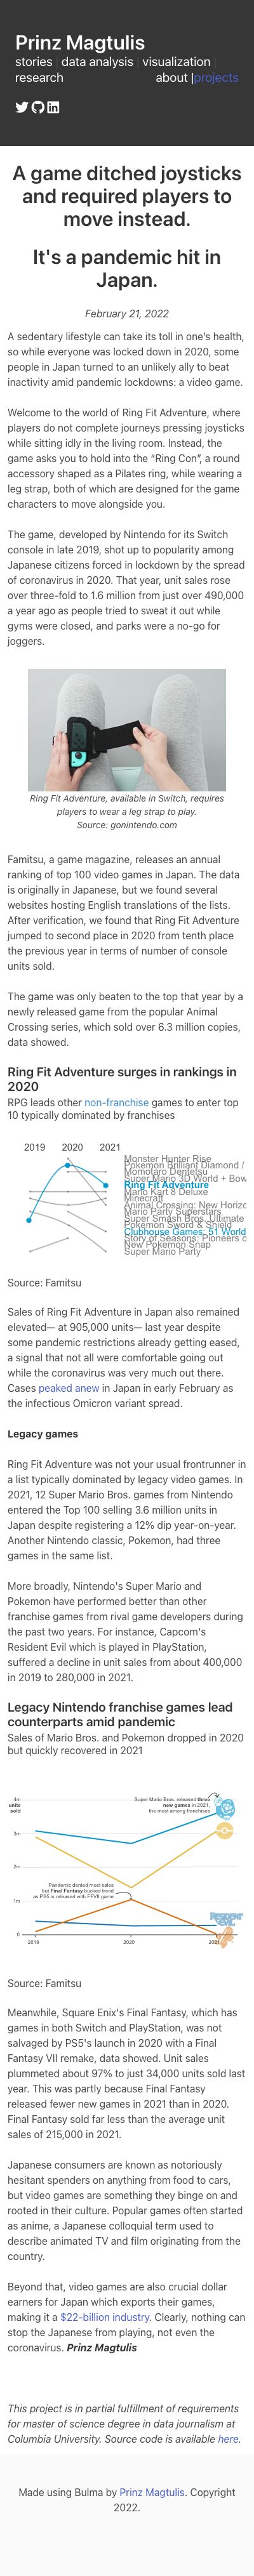 Prinz Magtulis
stories | data analysis | visualization |
research about |projects
A game ditched joysticks
and required players to
move instead.
It's a pandemic hit in
Japan.
February 21, 2022
A sedentary lifestyle can take its toll in one's health,
so while everyone was locked down in 2020, some
people in Japan turned to an unlikely ally to beat
inactivity amid pandemic lockdowns: a video game.
Welcome to the world of Ring Fit Adventure, where
players do not complete journeys pressing joysticks
while sitting idly in the living room. Instead, the
game asks you to hold into the “Ring Con”, a round
accessory shaped as a Pilates ring, while wearing a
leg strap, both of which are designed for the game
characters to move alongside you.
The game, developed by Nintendo for its Switch
console in late 2019, shot up to popularity among
Japanese citizens forced in lockdown by the spread
of coronavirus in 2020. That year, unit sales rose
over three-fold to 1.6 million from just over 490,000
a year ago as people tried to sweat it out while
gyms were closed, and parks were a no-go for
joggers.
Ring Fit Adventure, available in Switch, requires
players to wear a leg strap to play.
Source: gonintendo.com
Famitsu, a game magazine, releases an annual
ranking of top 100 video games in Japan. The data
is originally in Japanese, but we found several
websites hosting English translations of the lists.
After verification, we found that Ring Fit Adventure
jumped to second place in 2020 from tenth place
the previous year in terms of number of console
units sold.
The game was only beaten to the top that year by a
newly released game from the popular Animal
Crossing series, which sold over 6.3 million copies,
data showed.
Ring Fit Adventure surges in rankings in
2020
RPG leads other non-franchise games to enter top
10 typically dominated by franchises
2019 2020 2021
Monster Hunter Rise
Pokemon Brilliant Diamond /
Momotaro Dentetsu
Super Mario 3D World + Bow
Ring Fit Adventure
Mario Kart 8 Deluxe
Minecraft
Animal Crossing: New Horizo
Mario Party Superstars
Super Smash Bros. Ultimate
Pokemon Sword & Shield
Clubhouse Games: 51 World
Story of Seasons: Pioneers o
New Pokemon Snap
Super Mario Party
Source: Famitsu
Sales of Ring Fit Adventure in Japan also remained
elevated— at 905,000 units— last year despite
some pandemic restrictions already getting eased,
a signal that not all were comfortable going out
while the coronavirus was very much out there.
Cases peaked anew in Japan in early February as
the infectious Omicron variant spread.
Legacy games
Ring Fit Adventure was not your usual frontrunner in
a list typically dominated by legacy video games. In
2021, 12 Super Mario Bros. games from Nintendo
entered the Top 100 selling 3.6 million units in
Japan despite registering a 12% dip year-on-year.
Another Nintendo classic, Pokemon, had three
games in the same list.
More broadly, Nintendo's Super Mario and
Pokemon have performed better than other
franchise games from rival game developers during
the past two years. For instance, Capcom's
Resident Evil which is played in PlayStation,
suffered a decline in unit sales from about 400,000
in 2019 to 280,000 in 2021.
Legacy Nintendo franchise games lead
counterparts amid pandemic
Sales of Mario Bros. and Pokemon dropped in 2020
but quickly recovered in 2021
4m
units
sold
Super Mario Bros. released three
new games in 2021,
the most among franchises
3m
2m
Pandemic dented most sales
but Final Fantasy bucked trend
as PS5 is released with FFVII game
1m
RESIDENT
EVIL
0
2019 2020 2021
Source: Famitsu
Meanwhile, Square Enix's Final Fantasy, which has
games in both Switch and PlayStation, was not
salvaged by PS5's launch in 2020 with a Final
Fantasy VII remake, data showed. Unit sales
plummeted about 97% to just 34,000 units sold last
year. This was partly because Final Fantasy
released fewer new games in 2021 than in 2020.
Final Fantasy sold far less than the average unit
sales of 215,000 in 2021.
Japanese consumers are known as notoriously
hesitant spenders on anything from food to cars,
but video games are something they binge on and
rooted in their culture. Popular games often started
as anime, a Japanese colloquial term used to
describe animated TV and film originating from the
country.
Beyond that, video games are also crucial dollar
earners for Japan which exports their games,
making it a $22-billion industry. Clearly, nothing can
stop the Japanese from playing, not even the
coronavirus. Prinz Magtulis
This project is in partial fulfillment of requirements
for master of science degree in data journalism at
Columbia University. Source code is available here.
Made using Bulma by Prinz Magtulis. Copyright
2022.